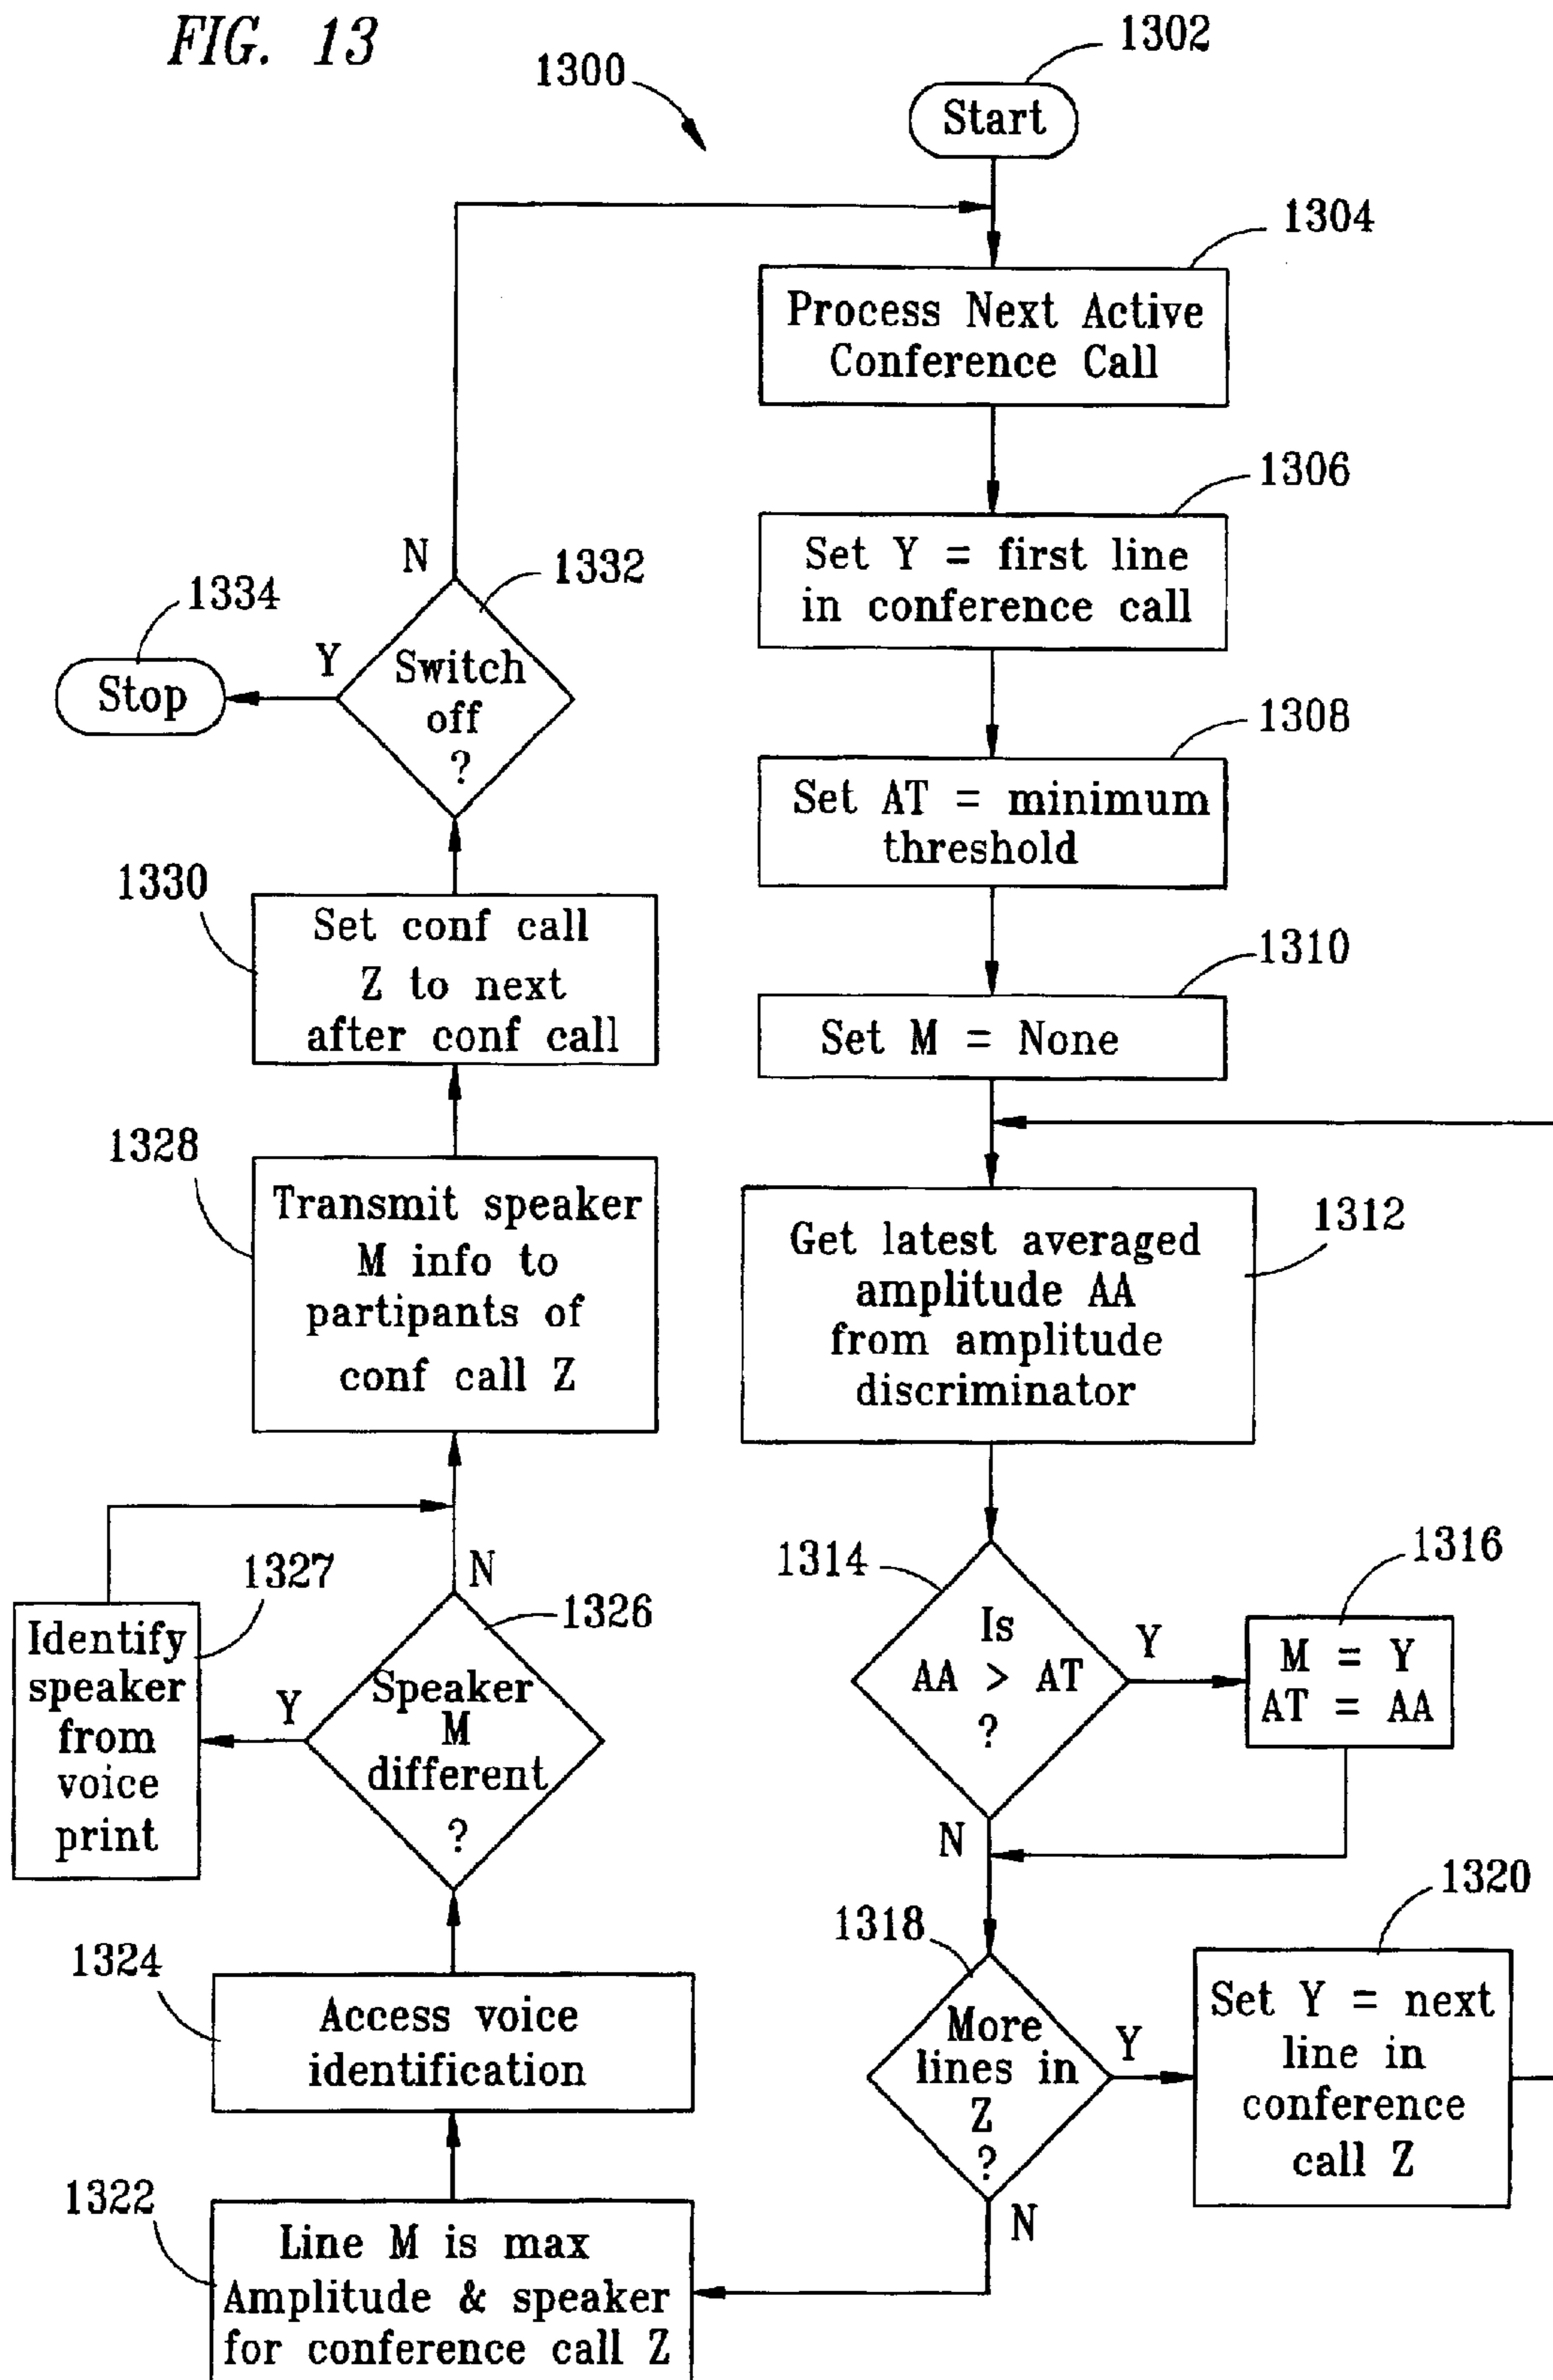 FIG. 13
1300
1302
Start
1304
Process Next Active
Conference Call
1306
Set Y = first line
in conference call
1308
Set AT = minimum
threshold
1310
Set M = None
1312
Get latest averaged
amplitude AA
from amplitude
discriminator
1314
Is
AA > AT
?
Y
N
1316
M = Y
AT = AA
1318
More
lines in
Z
?
Y
N
1320
Set Y = next
line in
conference
call Z
1322
Line M is max
Amplitude & speaker
for conference call Z
1324
Access voice
identification
1326
Speaker
M
different
?
Y
N
1327
Identify
speaker
from
voice
print
1328
Transmit speaker
M info to
partipants of
conf call Z
1330
Set conf call
Z to next
after conf call
1332
Switch
off
?
N
Y
1334
Stop